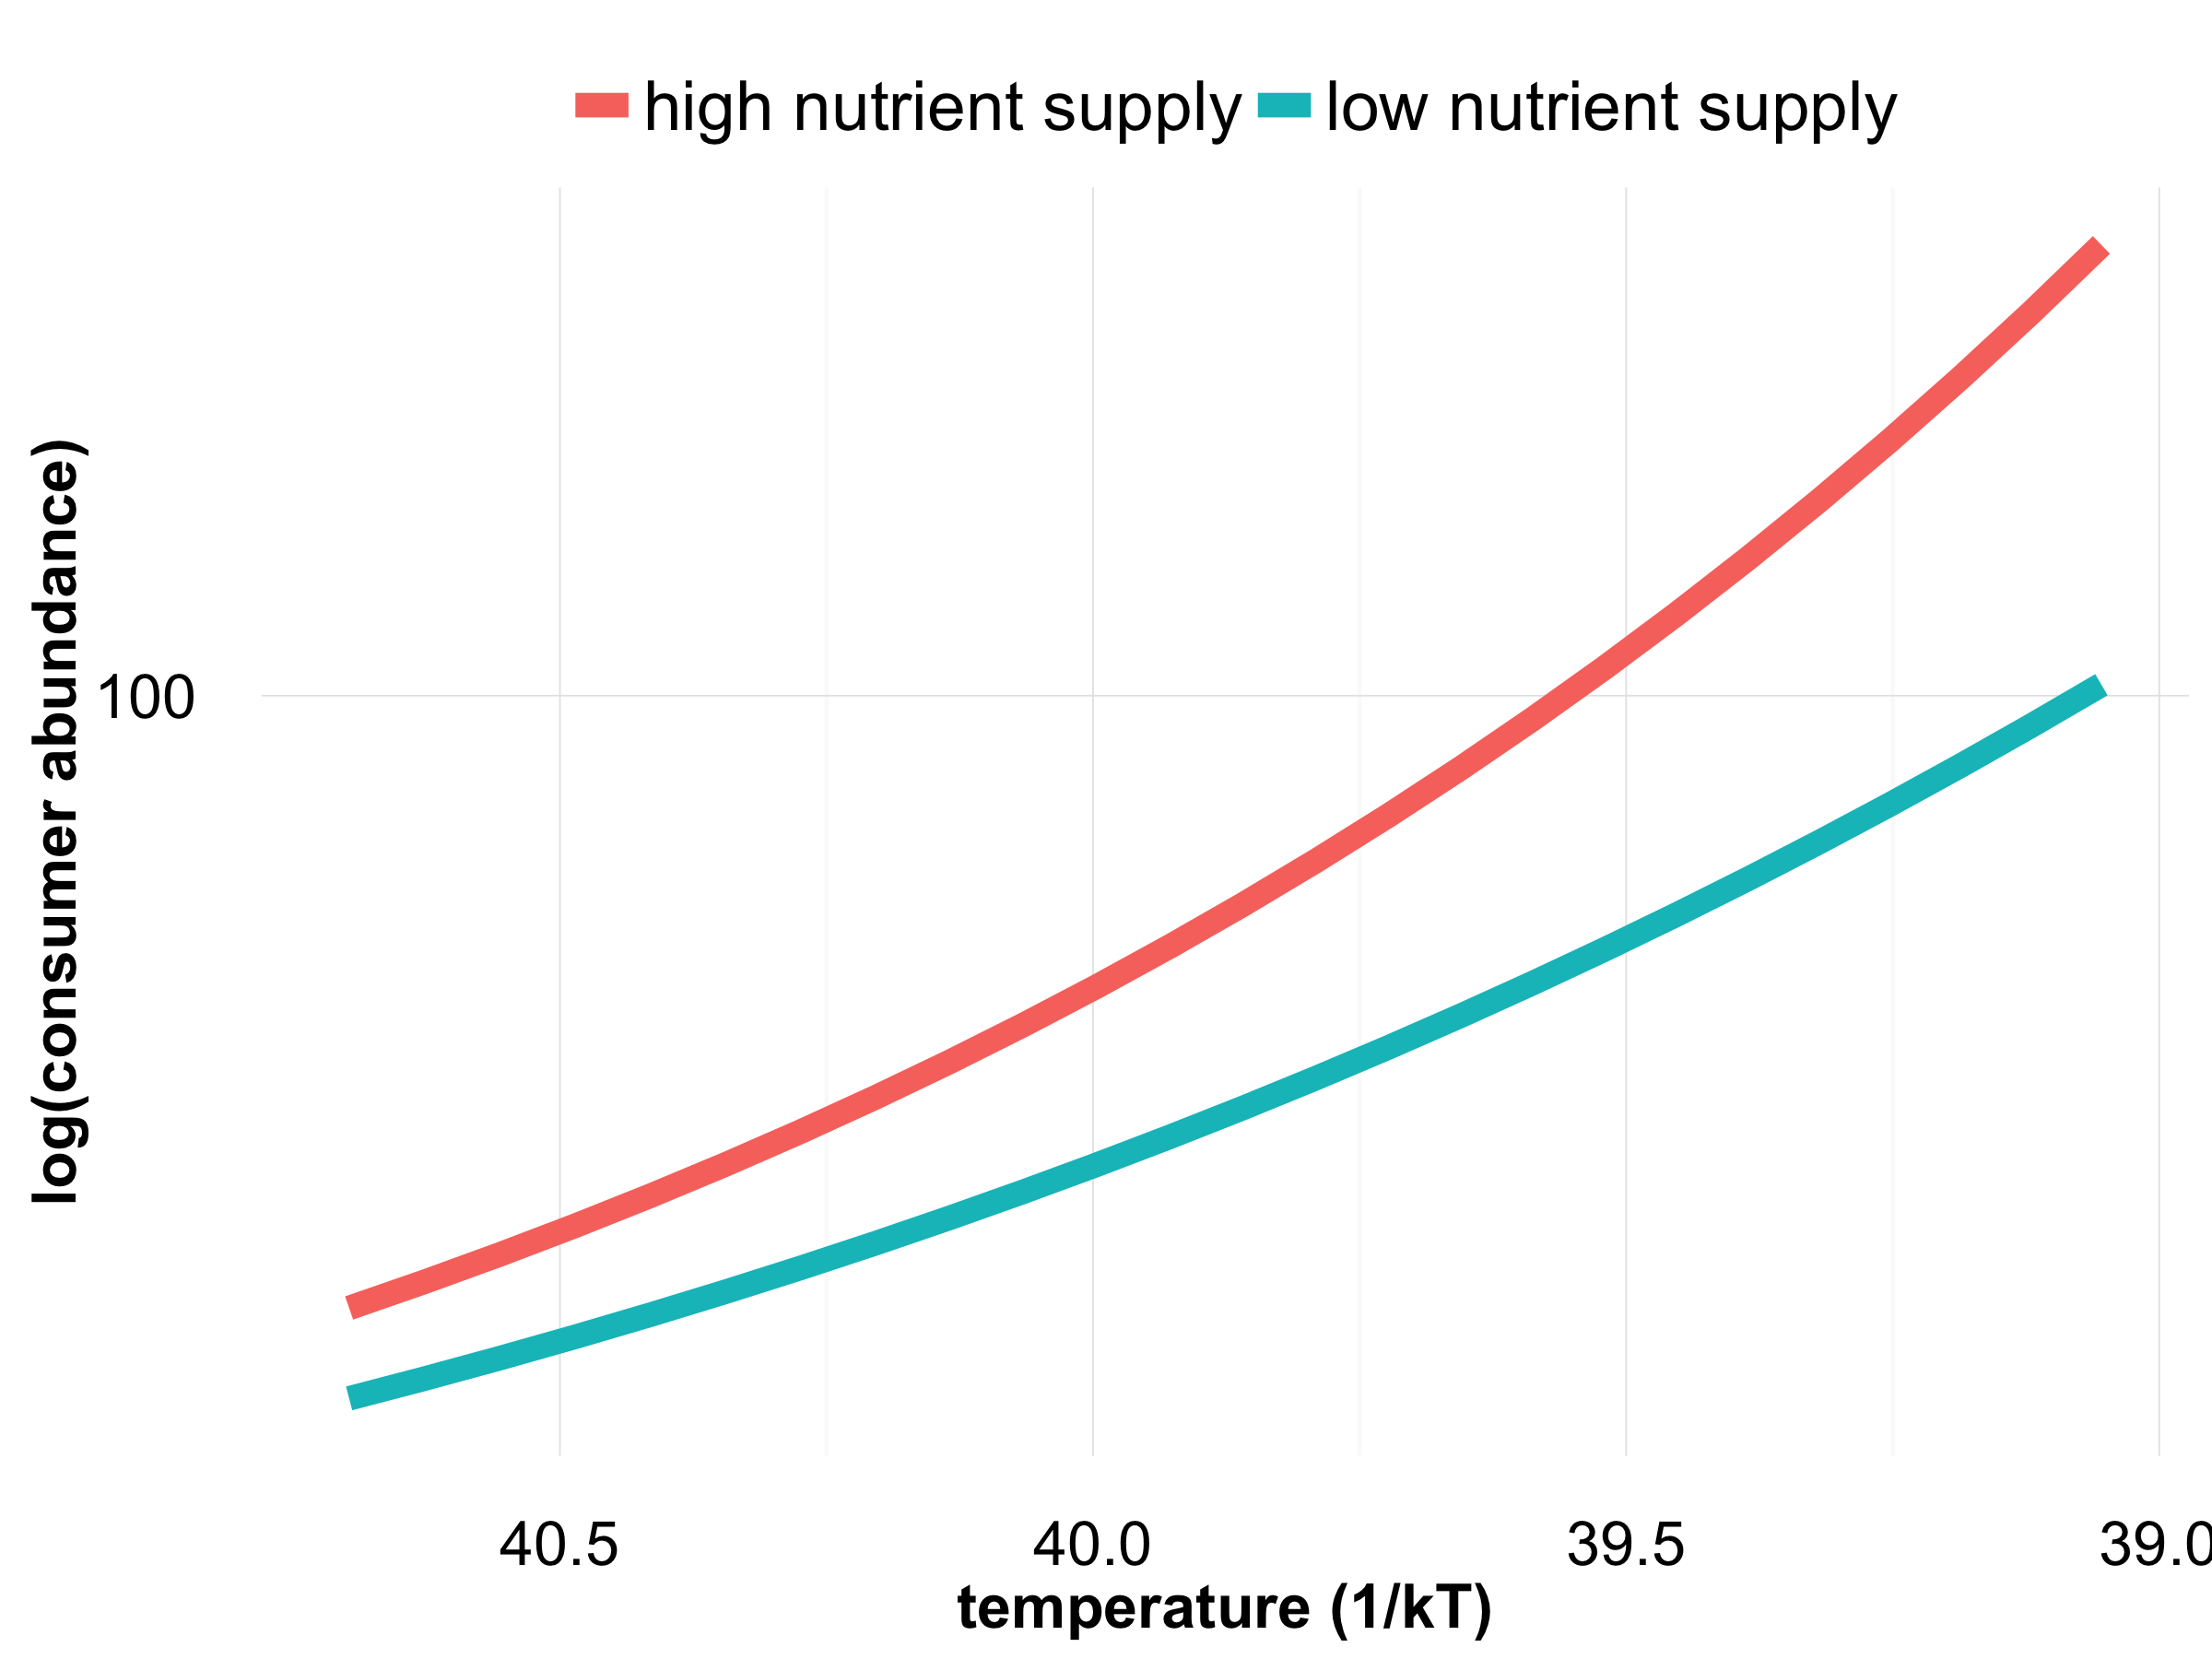 high nutrient supply low nutrient supply
log(consumer abundance)
100
40.5 40.0 39.5 39.0
temperature (1/kT)